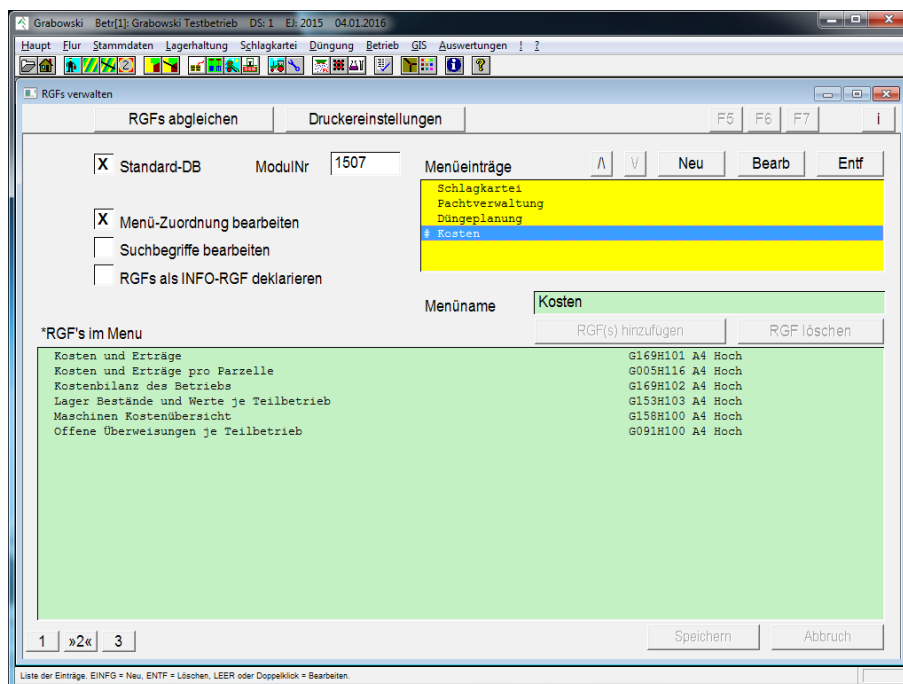 Grabowski Betr[1]: Grabowski Testbetrieb DS: 1 EJ: 2015 04.01.2016
Haupt Flur Stammdaten Lagerhaltung Schlagkartei Düngung Betrieb GIS Auswertungen ! ?
RGFs verwalten
RGFs abgleichen Druckereinstellungen F5 F6 F7 i
X Standard-DB ModulNr 1507 Menüeinträge /\ \/ Neu Bearb Entf
Schlagkartei
Pachtverwaltung
X Menü-Zuordnung bearbeiten Düngeplanung
# Kosten
Suchbegriffe bearbeiten
RGFs als INFO-RGF deklarieren
Menüname Kosten
*RGF's im Menu RGF(s) hinzufügen RGF löschen
Kosten und Erträge G169H101 A4 Hoch
Kosten und Erträge pro Parzelle G005H116 A4 Hoch
Kostenbilanz des Betriebs G169H102 A4 Hoch
Lager Bestände und Werte je Teilbetrieb G153H103 A4 Hoch
Maschinen Kostenübersicht G158H100 A4 Hoch
Offene Überweisungen je Teilbetrieb G091H100 A4 Hoch
1 »2« 3 Speichern Abbruch
Liste der Einträge. EINFG = Neu, ENTF = Löschen, LEER oder Doppelklick = Bearbeiten.